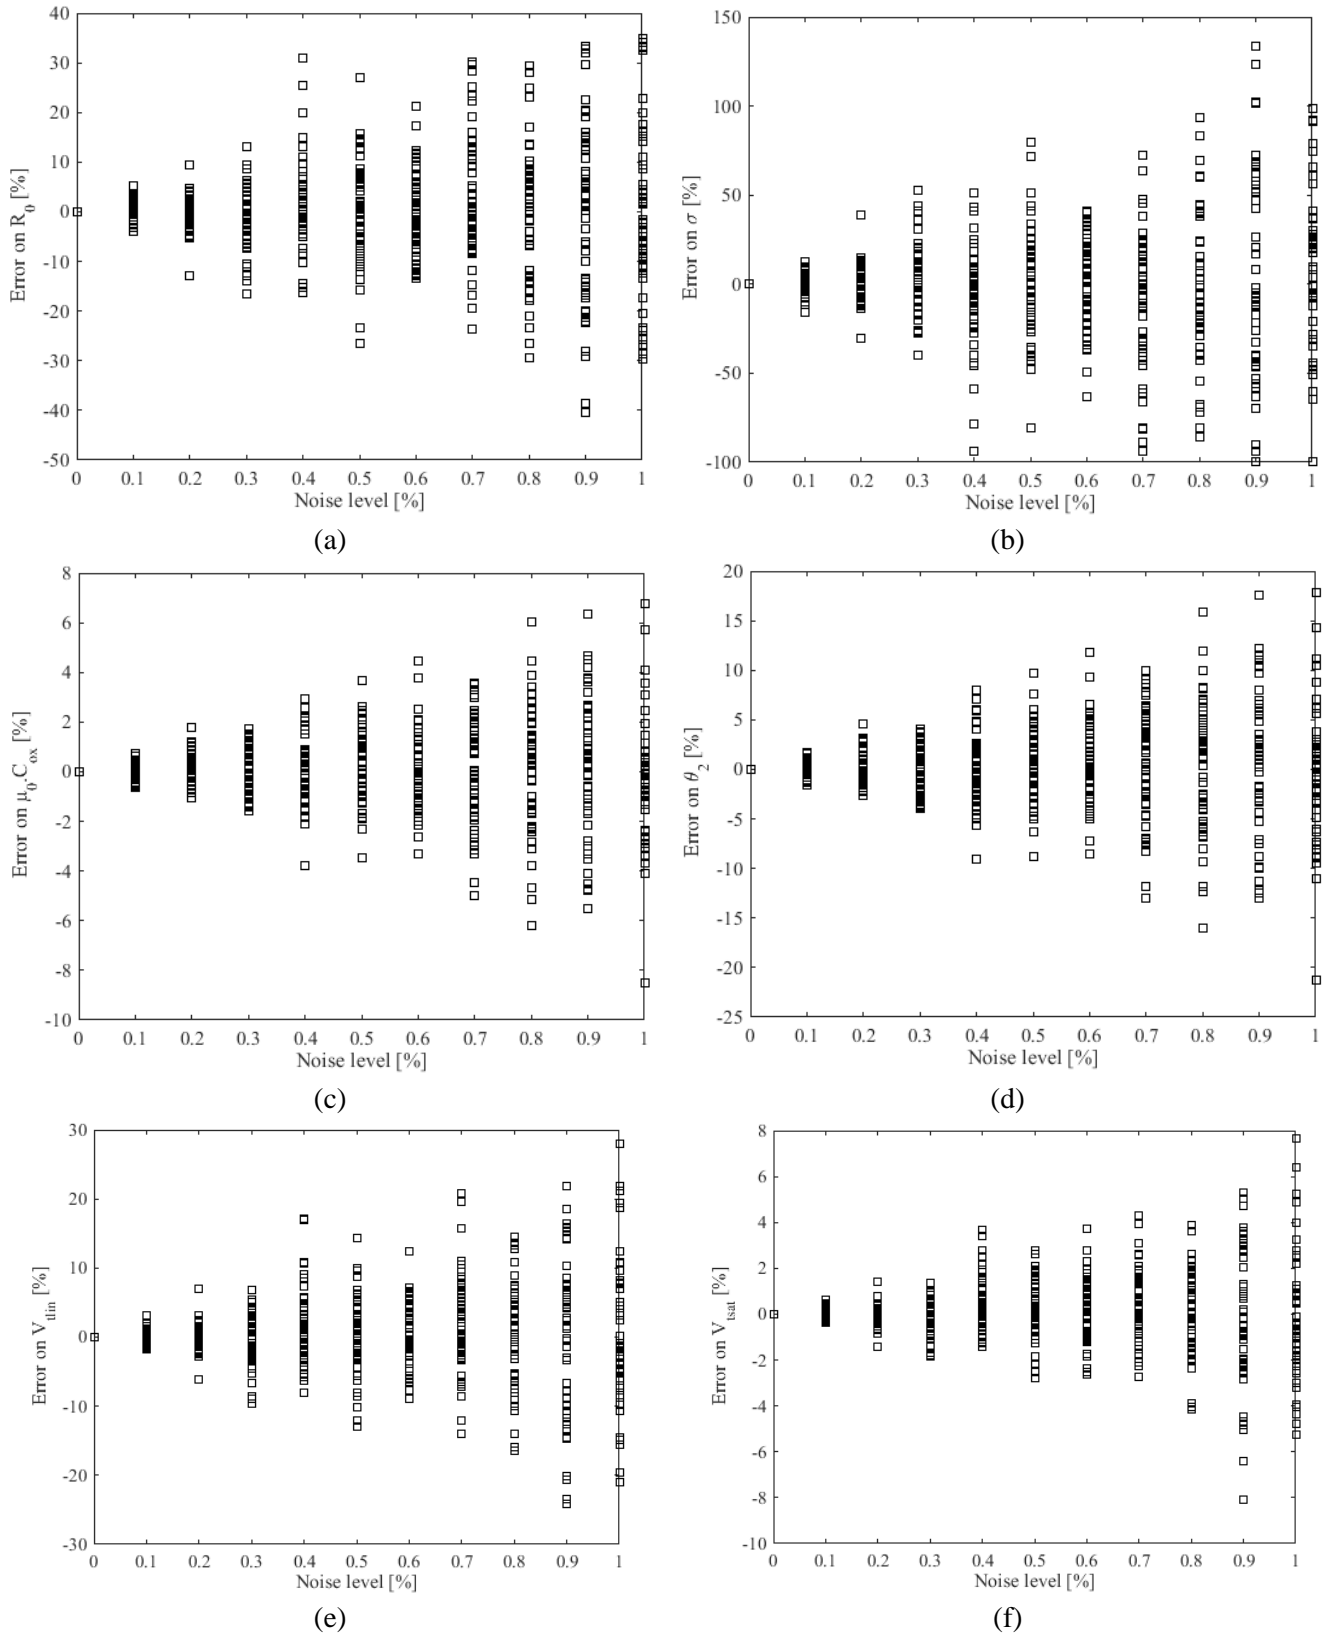 40
30
20
10
0
-10
-20
-30
-40
-50
Error on R0 [%]
0 0.1 0.2 0.3 0.4 0.5 0.6 0.7 0.8 0.9 1
Noise level [%]
(a)
150
100
50
0
-50
-100
Error on σ [%]
0 0.1 0.2 0.3 0.4 0.5 0.6 0.7 0.8 0.9 1
Noise level [%]
(b)
8
6
4
2
0
-2
-4
-6
-8
-10
Error on μ0.Cox [%]
0 0.1 0.2 0.3 0.4 0.5 0.6 0.7 0.8 0.9 1
Noise level [%]
(c)
20
15
10
5
0
-5
-10
-15
-20
-25
Error on θ2 [%]
0 0.1 0.2 0.3 0.4 0.5 0.6 0.7 0.8 0.9 1
Noise level [%]
(d)
30
20
10
0
-10
-20
-30
Error on Vtlin [%]
0 0.1 0.2 0.3 0.4 0.5 0.6 0.7 0.8 0.9 1
Noise level [%]
(e)
8
6
4
2
0
-2
-4
-6
-8
-10
Error on Vtsat [%]
0 0.1 0.2 0.3 0.4 0.5 0.6 0.7 0.8 0.9 1
Noise level [%]
(f)